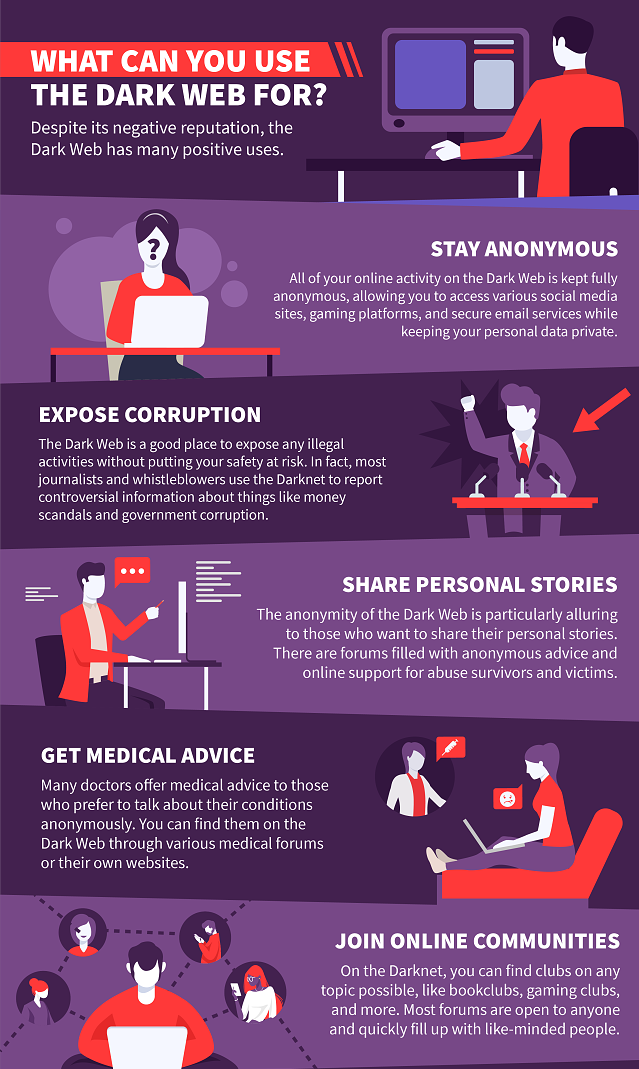 WHAT CAN YOU USE
THE DARK WEB FOR?
Despite its negative reputation, the
Dark Web has many positive uses.
?
STAY ANONYMOUS
All of your online activity on the Dark Web is kept fully
anonymous, allowing you to access various social media
sites, gaming platforms, and secure email services while
keeping your personal data private.
EXPOSE CORRUPTION
The Dark Web is a good place to expose any illegal
activities without putting your safety at risk. In fact, most
journalists and whistleblowers use the Darknet to report
controversial information about things like money
scandals and government corruption.
SHARE PERSONAL STORIES
The anonymity of the Dark Web is particularly alluring
to those who want to share their personal stories.
There are forums filled with anonymous advice and
online support for abuse survivors and victims.
GET MEDICAL ADVICE
Many doctors offer medical advice to those
who prefer to talk about their conditions
anonymously. You can find them on the
Dark Web through various medical forums
or their own websites.
JOIN ONLINE COMMUNITIES
On the Darknet, you can find clubs on any
topic possible, like bookclubs, gaming clubs,
and more. Most forums are open to anyone
and quickly fill up with like-minded people.